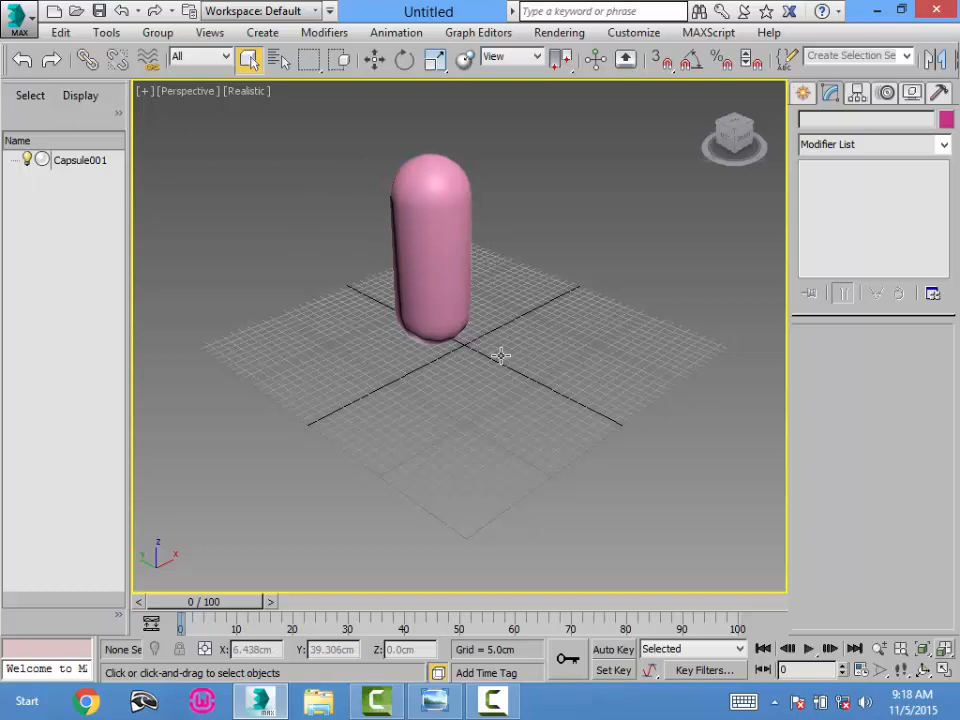 MAX
Workspace: Default
Untitled
Type a keyword or phrase
Edit Tools Group Views Create Modifiers Animation Graph Editors Rendering Customize MAXScript Help
All
View
Create Selection Se
Select Display
[+] [Perspective] [Realistic]
Name
Capsule001
Modifier List
z
x
y
0 / 100
0 10 20 30 40 50 60 70 80 90 100
None Se X: 6.438cm Y: 39.306cm Z: 0.0cm Grid = 5.0cm Auto Key Selected
Welcome to M
Click or click-and-drag to select objects Add Time Tag Set Key Key Filters... 0
Start
MAX
9:18 AM
11/5/2015